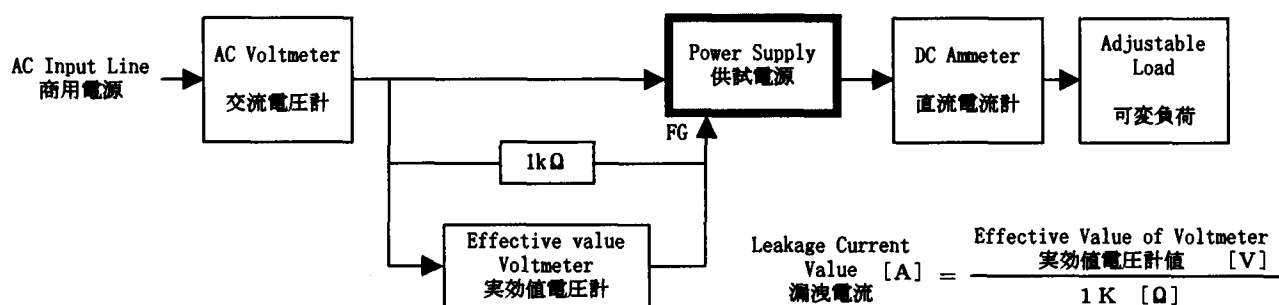 AC Input Line
商用電源
AC Voltmeter
交流電圧計
Power Supply
供試電源
DC Ammeter
直流電流計
Adjustable
Load
可変負荷
FG
1kΩ
Effective value
Voltmeter
実効値電圧計
Leakage Current
Value [A] =
漏洩電流
Effective Value of Voltmeter
実効値電圧計値 [V]
1 K [Ω]